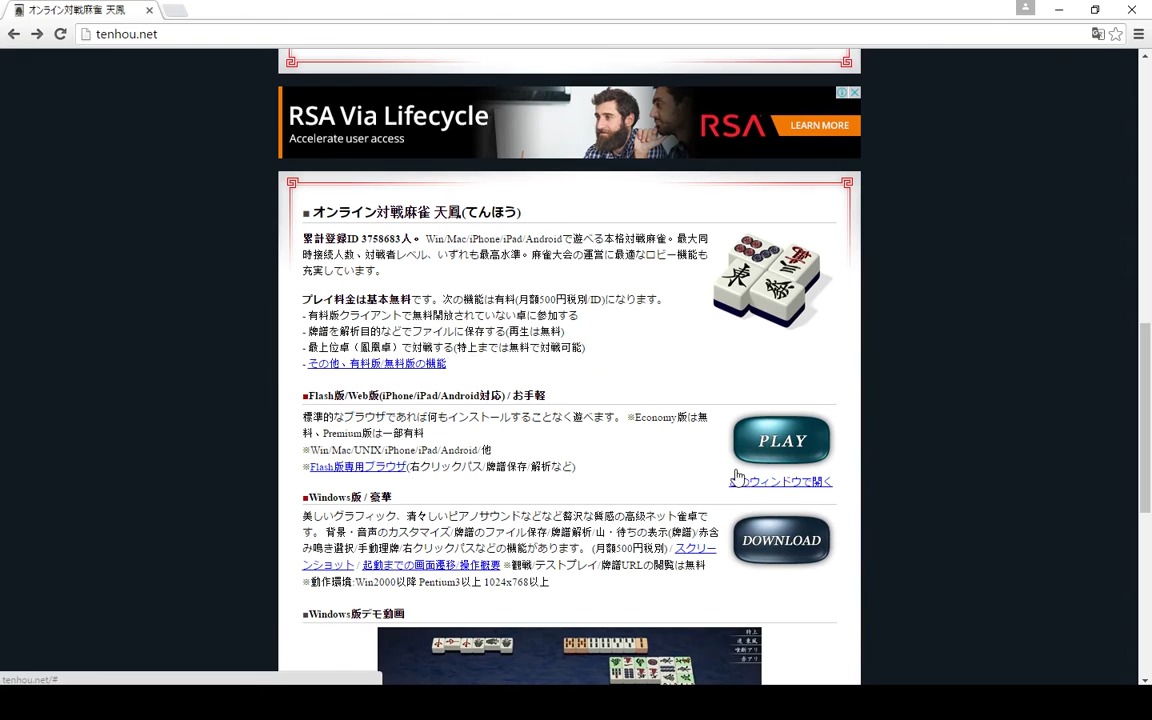 オンライン対戦麻雀 天鳳
tenhou.net
RSA Via Lifecycle
Accelerate user access
RSA
LEARN MORE
■ オンライン対戦麻雀 天鳳(てんほう)
累計登録ID 3758683人。 Win/Mac/iPhone/iPad/Androidで遊べる本格対戦麻雀。最大同
時接続人数、対戦者レベル、いずれも最高水準。麻雀大会の運営に最適なロビー機能も
充実しています。
プレイ料金は基本無料です。次の機能は有料(月額500円税別/ID)になります。
- 有料版クライアントで無料開放されていない卓に参加する
- 牌譜を解析目的などでファイルに保存する(再生は無料)
- 最上位卓（鳳凰卓）で対戦する(特上までは無料で対戦可能)
- その他、有料版/無料版の機能
■Flash版/Web版(iPhone/iPad/Android対応) / お手軽
標準的なブラウザであれば何もインストールすることなく遊べます。 ※Economy版は無
料、Premium版は一部有料
※Win/Mac/UNIX/iPhone/iPad/Android/他
※Flash版専用ブラウザ(右クリックパス/牌譜保存/解析など)
PLAY
このウィンドウで開く
■Windows版 / 豪華
美しいグラフィック、清々しいピアノサウンドなどなど贅沢な質感の高級ネット雀卓で
す。 背景・音声のカスタマイズ/牌譜のファイル保存/牌譜解析/山・待ちの表示(牌譜)/赤含
み鳴き選択/手動理牌/右クリックパスなどの機能があります。 (月額500円税別) / スクリー
ンショット / 起動までの画面遷移/操作概要 ※観戦/テストプレイ/牌譜URLの閲覧は無料
※動作環境:Win2000以降 Pentium3以上 1024x768以上
DOWNLOAD
■Windows版デモ動画
特上
tenhou.net/#